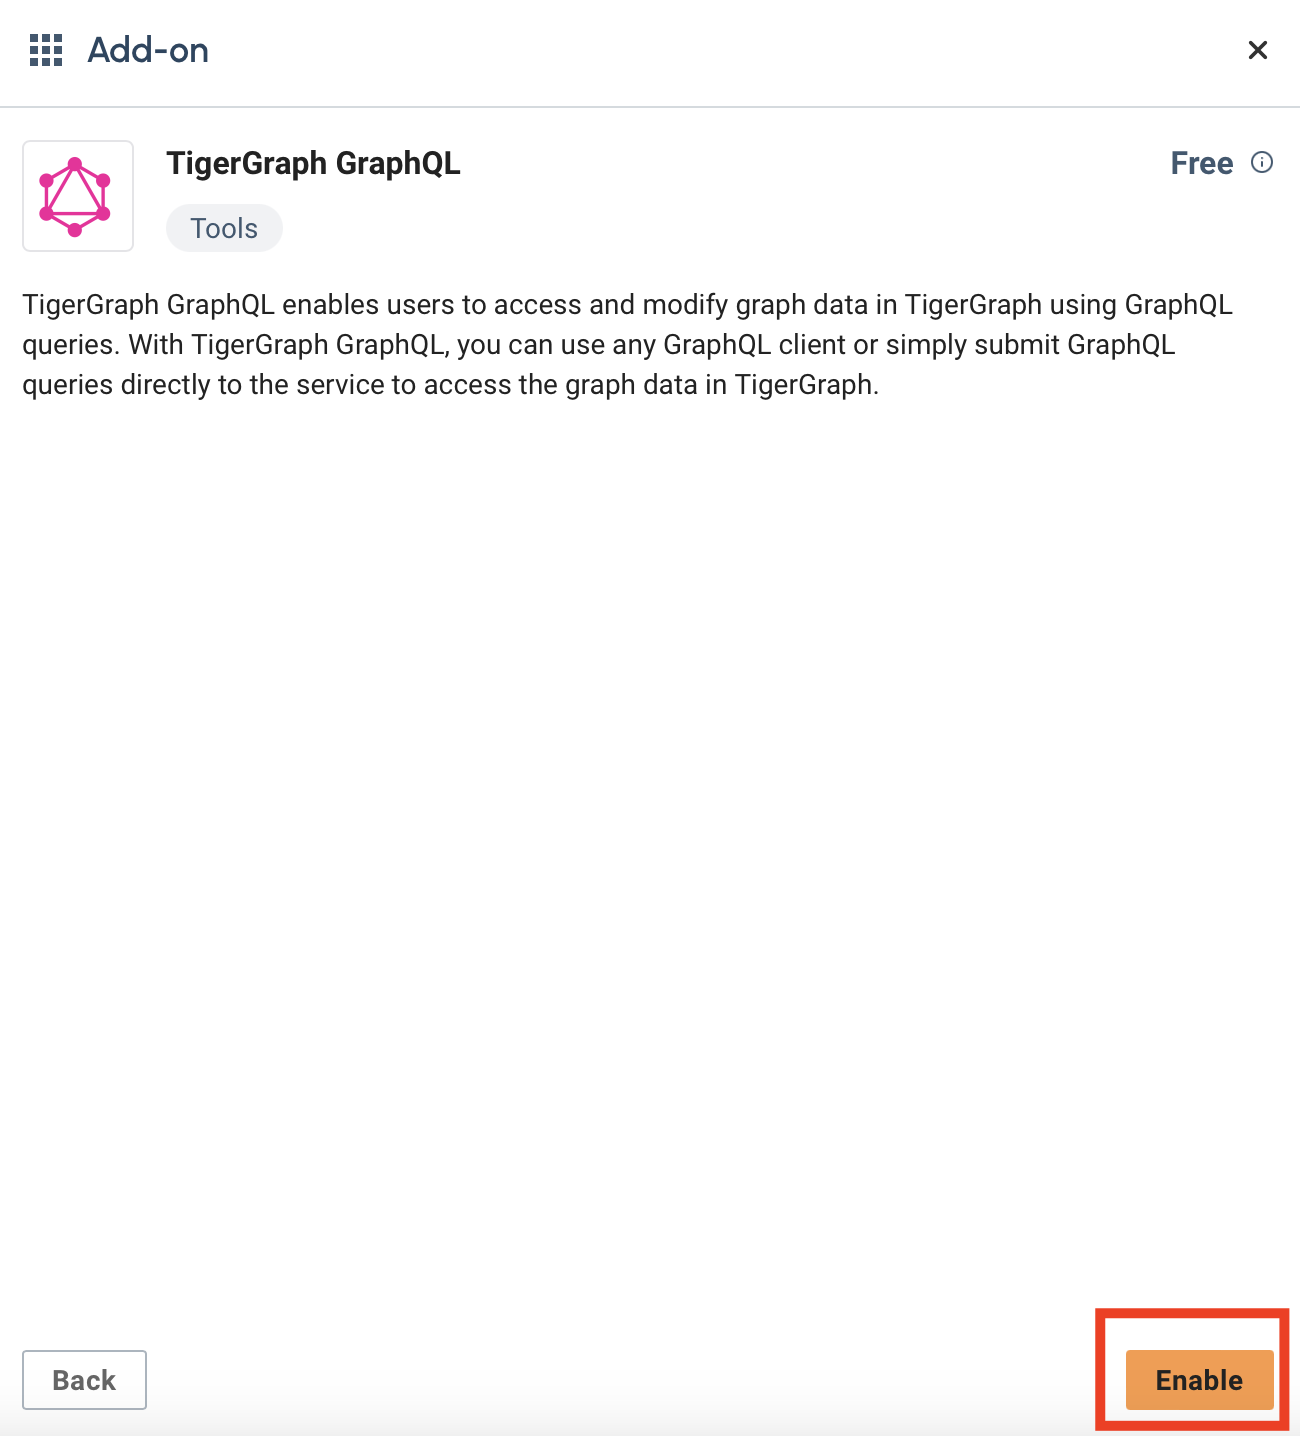 Add-on
TigerGraph GraphQL
Free
Tools
TigerGraph GraphQL enables users to access and modify graph data in TigerGraph using GraphQL
queries. With TigerGraph GraphQL, you can use any GraphQL client or simply submit GraphQL
queries directly to the service to access the graph data in TigerGraph.
Back
Enable